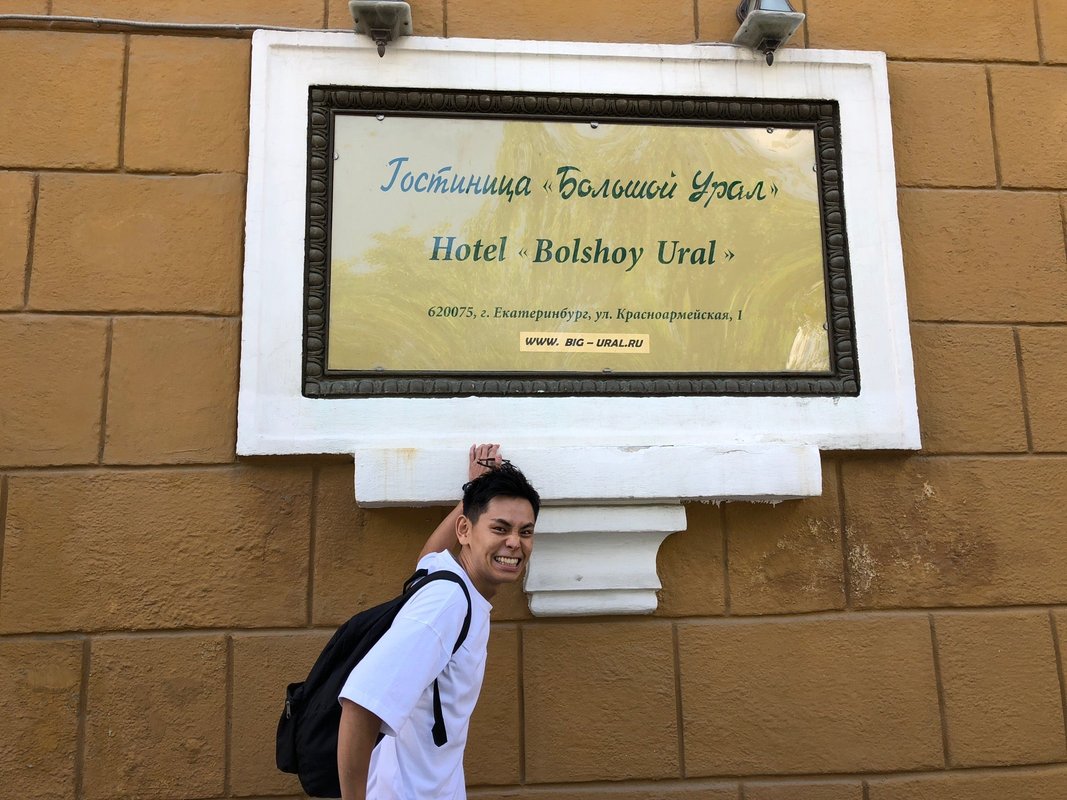 Гостиница «Большой Урал»
Hotel «Bolshoy Ural»
620075, г. Екатеринбург, ул. Красноармейская, 1
WWW. BIG – URAL.RU